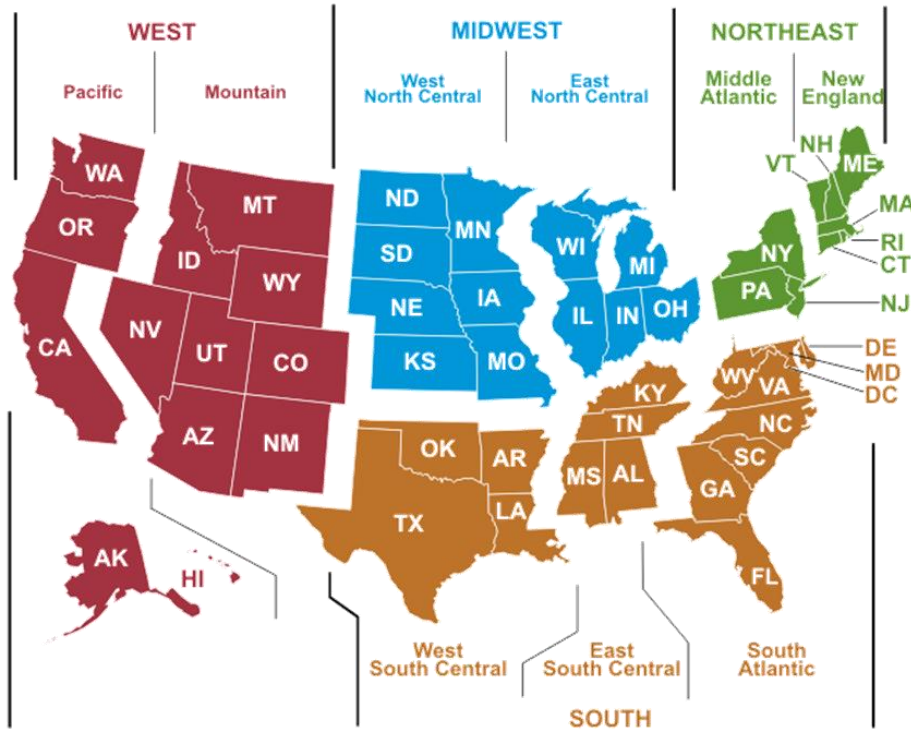 WEST
MIDWEST
NORTHEAST
Pacific
Mountain
West
North Central
East
North Central
Middle
Atlantic
New
England
WA
OR
CA
NV
ID
MT
WY
UT
CO
AZ
NM
AK
HI
ND
SD
NE
KS
MN
IA
MO
WI
IL
MI
IN
OH
NH
VT
ME
MA
RI
CT
NY
PA
NJ
DE
MD
DC
WV
VA
NC
SC
GA
FL
KY
TN
MS
AL
OK
AR
TX
LA
West
South Central
East
South Central
South
Atlantic
SOUTH